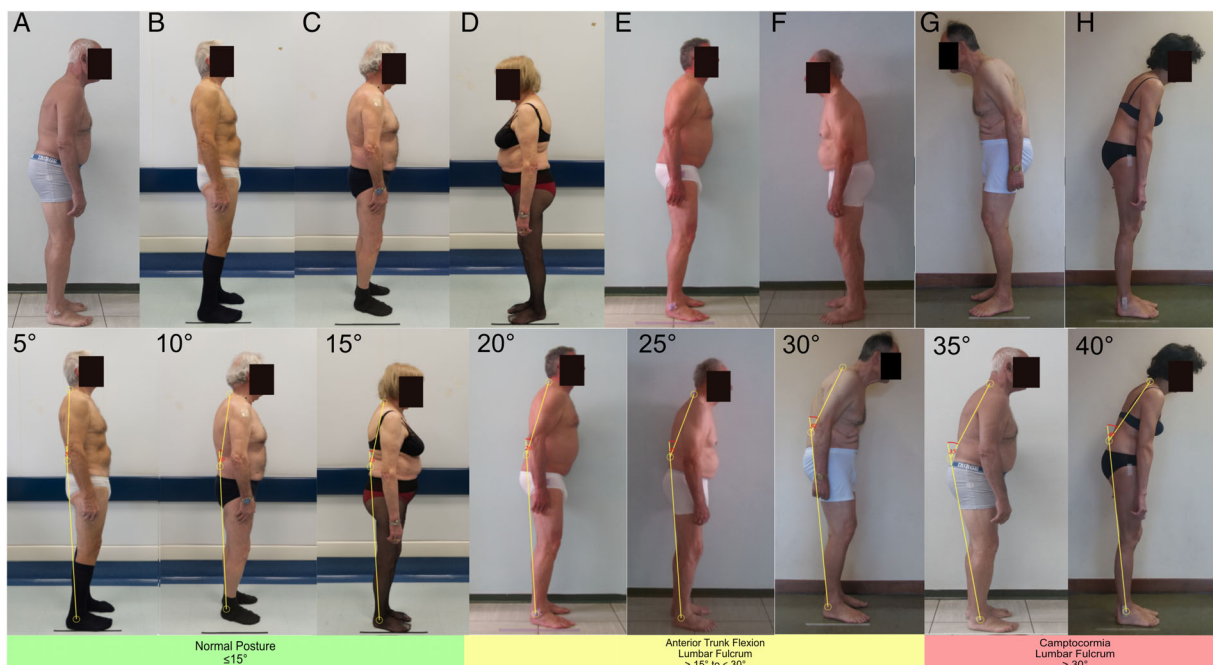 A B C D E F G H
5° 10° 15° 20° 25° 30° 35° 40°
Normal Posture
≤15°
Anterior Trunk Flexion
Lumbar Fulcrum
Camptocormia
Lumbar Fulcrum